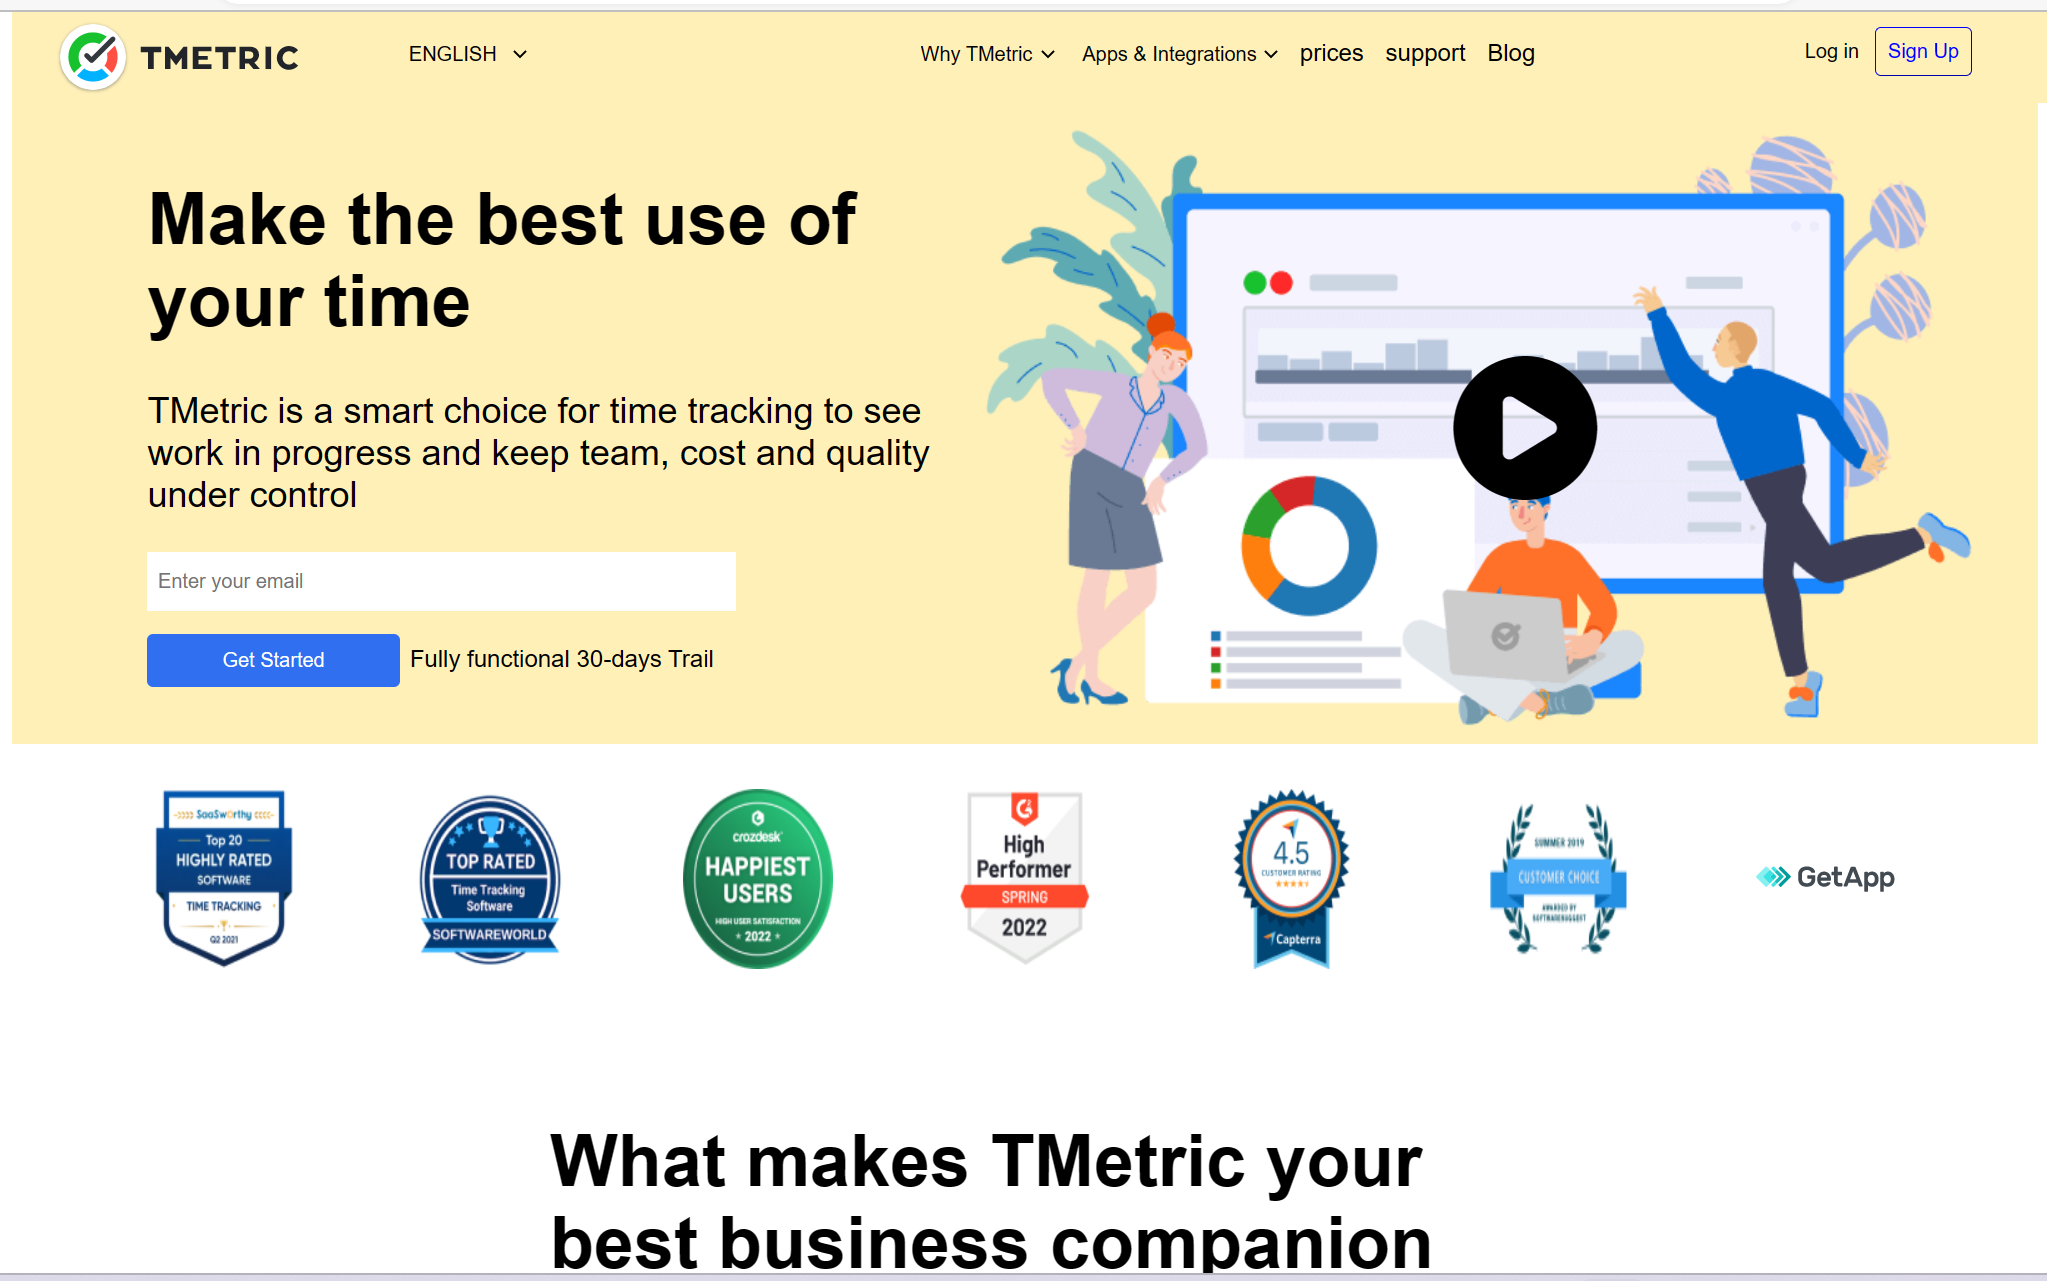 TMETRIC
ENGLISH
Why TMetric
Apps & Integrations
prices
support
Blog
Log in
Sign Up
Make the best use of
your time
TMetric is a smart choice for time tracking to see
work in progress and keep team, cost and quality
under control
Enter your email
Get Started
Fully functional 30-days Trail
SaaSworthy
Top 20
HIGHLY RATED
SOFTWARE
TIME TRACKING
Q2 2021
TOP RATED
Time Tracking
Software
SOFTWAREWORLD
crozdesk
HAPPIEST
USERS
HIGH USER SATISFACTION
2022
G2
High
Performer
SPRING
2022
4.5
CUSTOMER RATING
Capterra
SUMMER 2019
CUSTOMER CHOICE
AWARDED BY
SOFTWARESUGGEST
GetApp
What makes TMetric your
best business companion